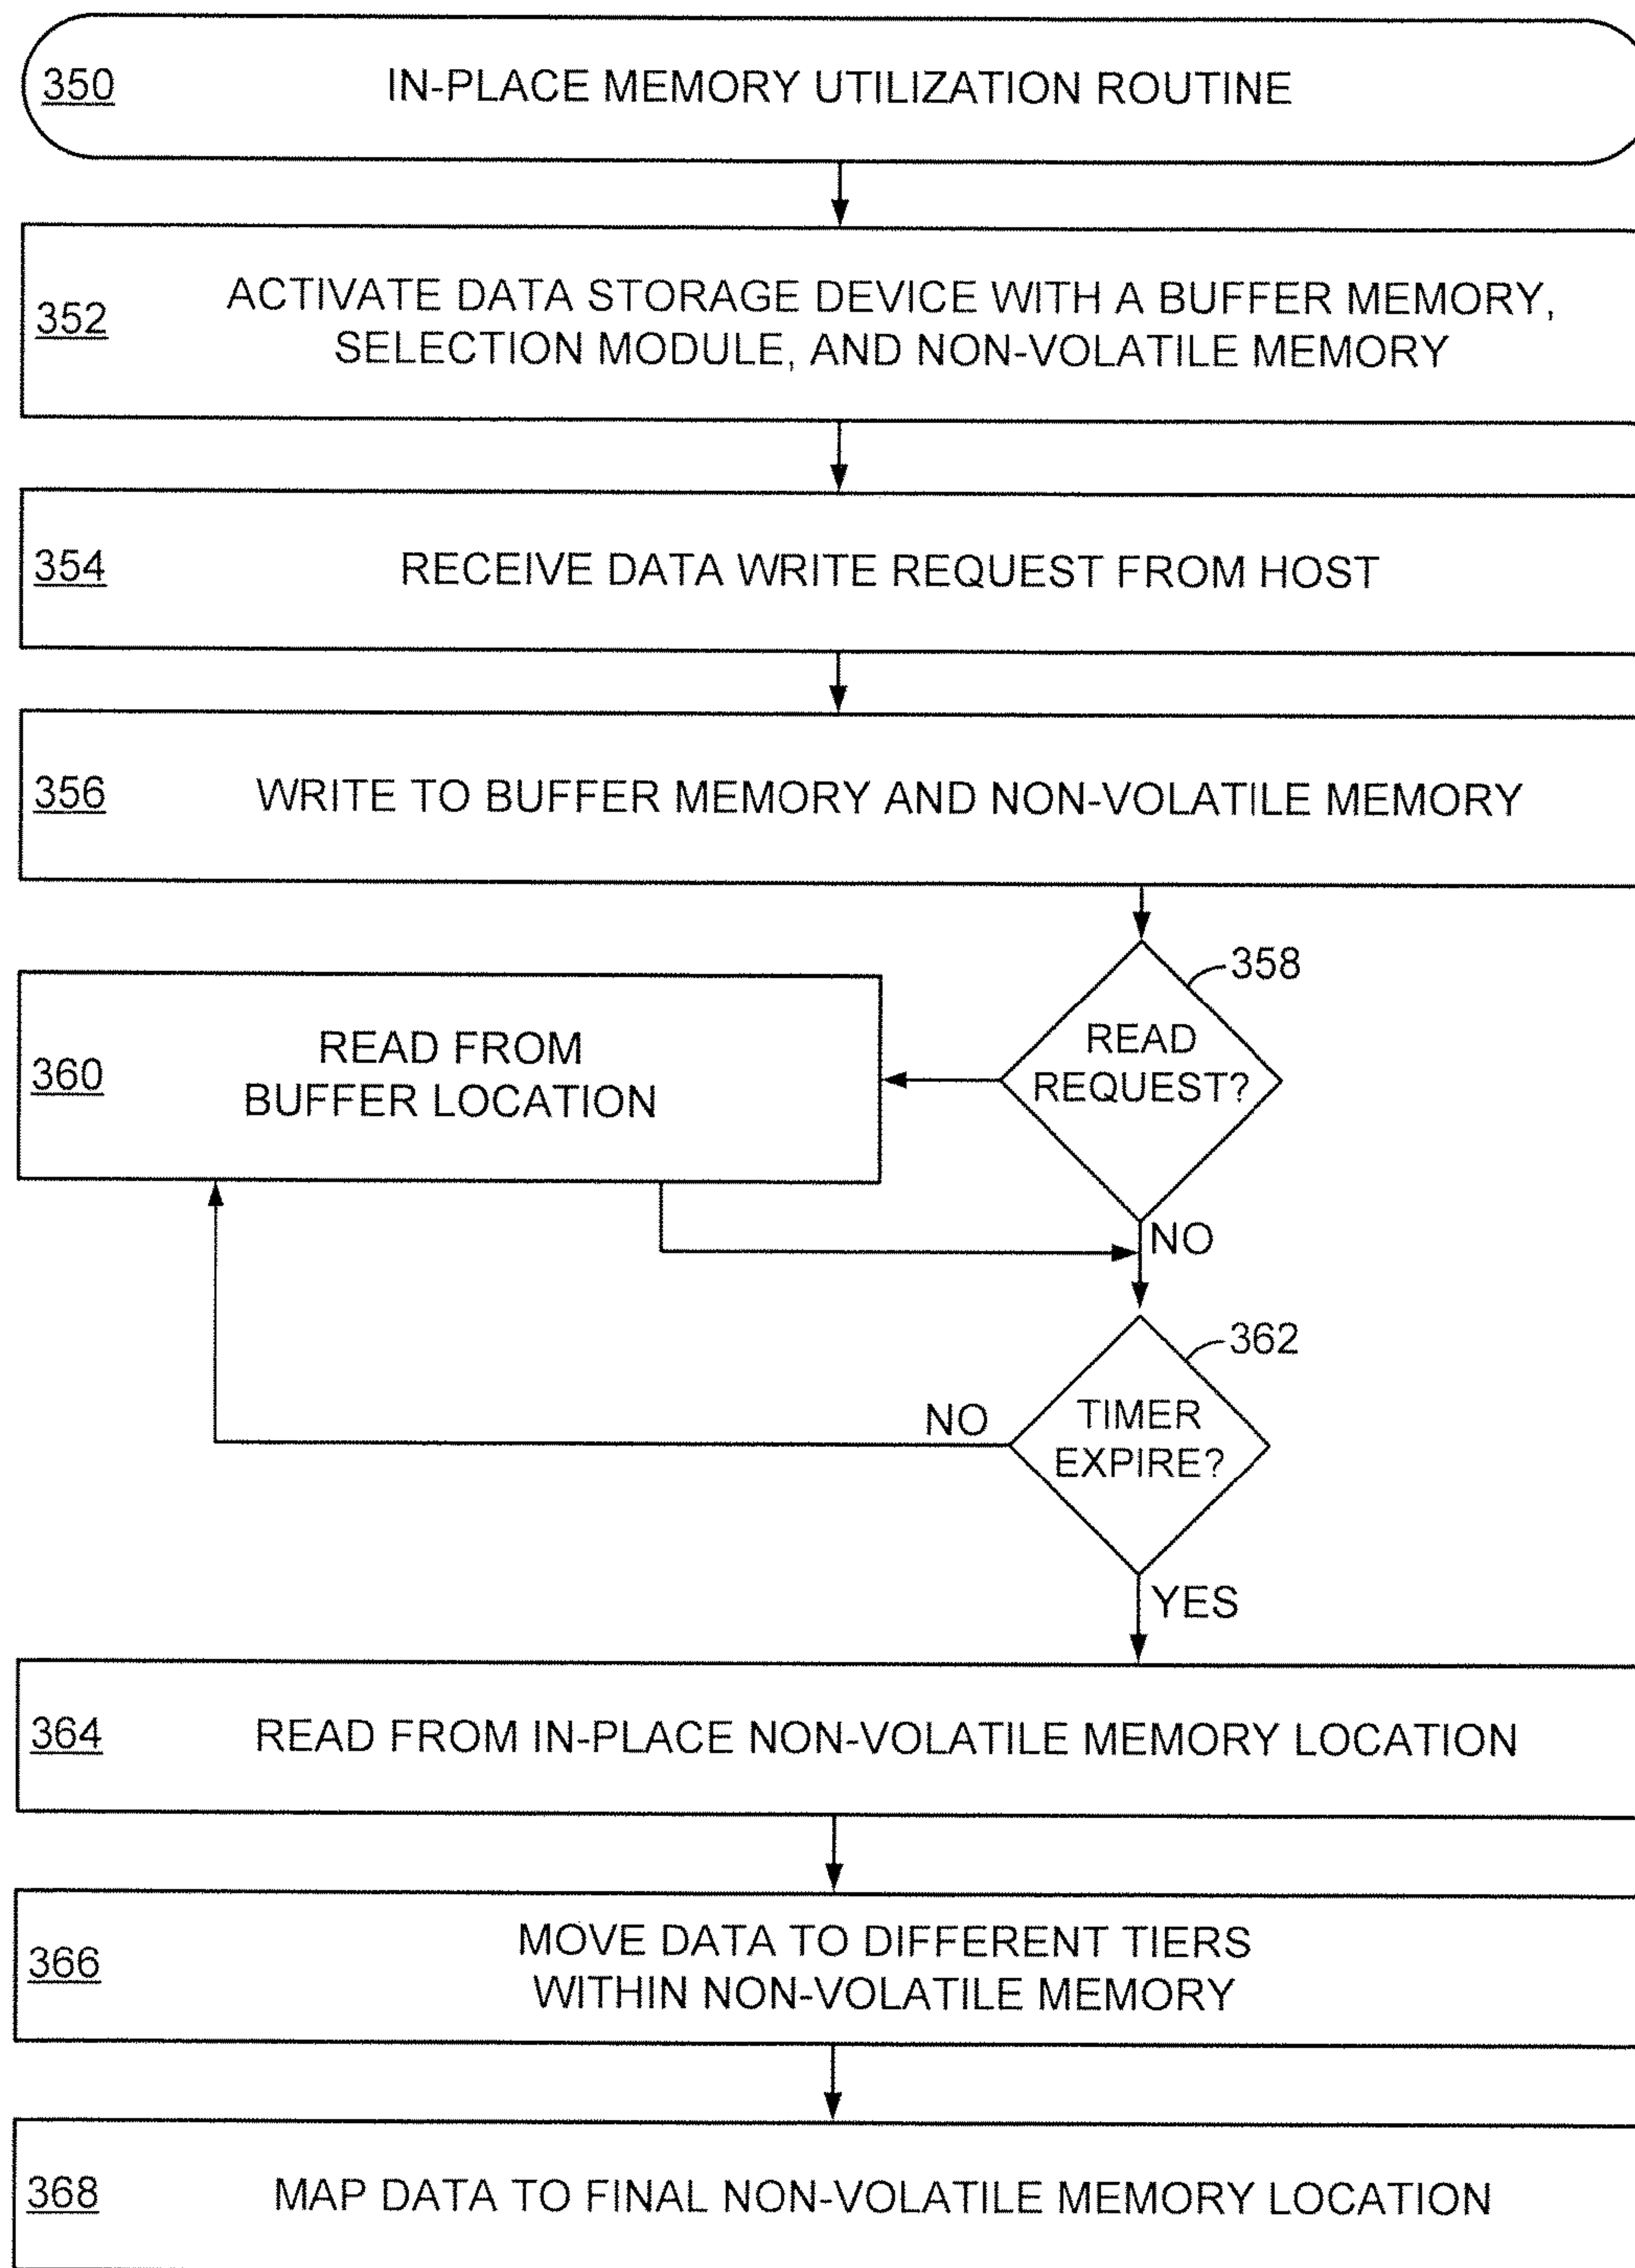 350 IN-PLACE MEMORY UTILIZATION ROUTINE
352 ACTIVATE DATA STORAGE DEVICE WITH A BUFFER MEMORY,
SELECTION MODULE, AND NON-VOLATILE MEMORY
354 RECEIVE DATA WRITE REQUEST FROM HOST
356 WRITE TO BUFFER MEMORY AND NON-VOLATILE MEMORY
358
READ
REQUEST?
360 READ FROM
BUFFER LOCATION
NO
362
TIMER
EXPIRE?
NO
YES
364 READ FROM IN-PLACE NON-VOLATILE MEMORY LOCATION
366 MOVE DATA TO DIFFERENT TIERS
WITHIN NON-VOLATILE MEMORY
368 MAP DATA TO FINAL NON-VOLATILE MEMORY LOCATION